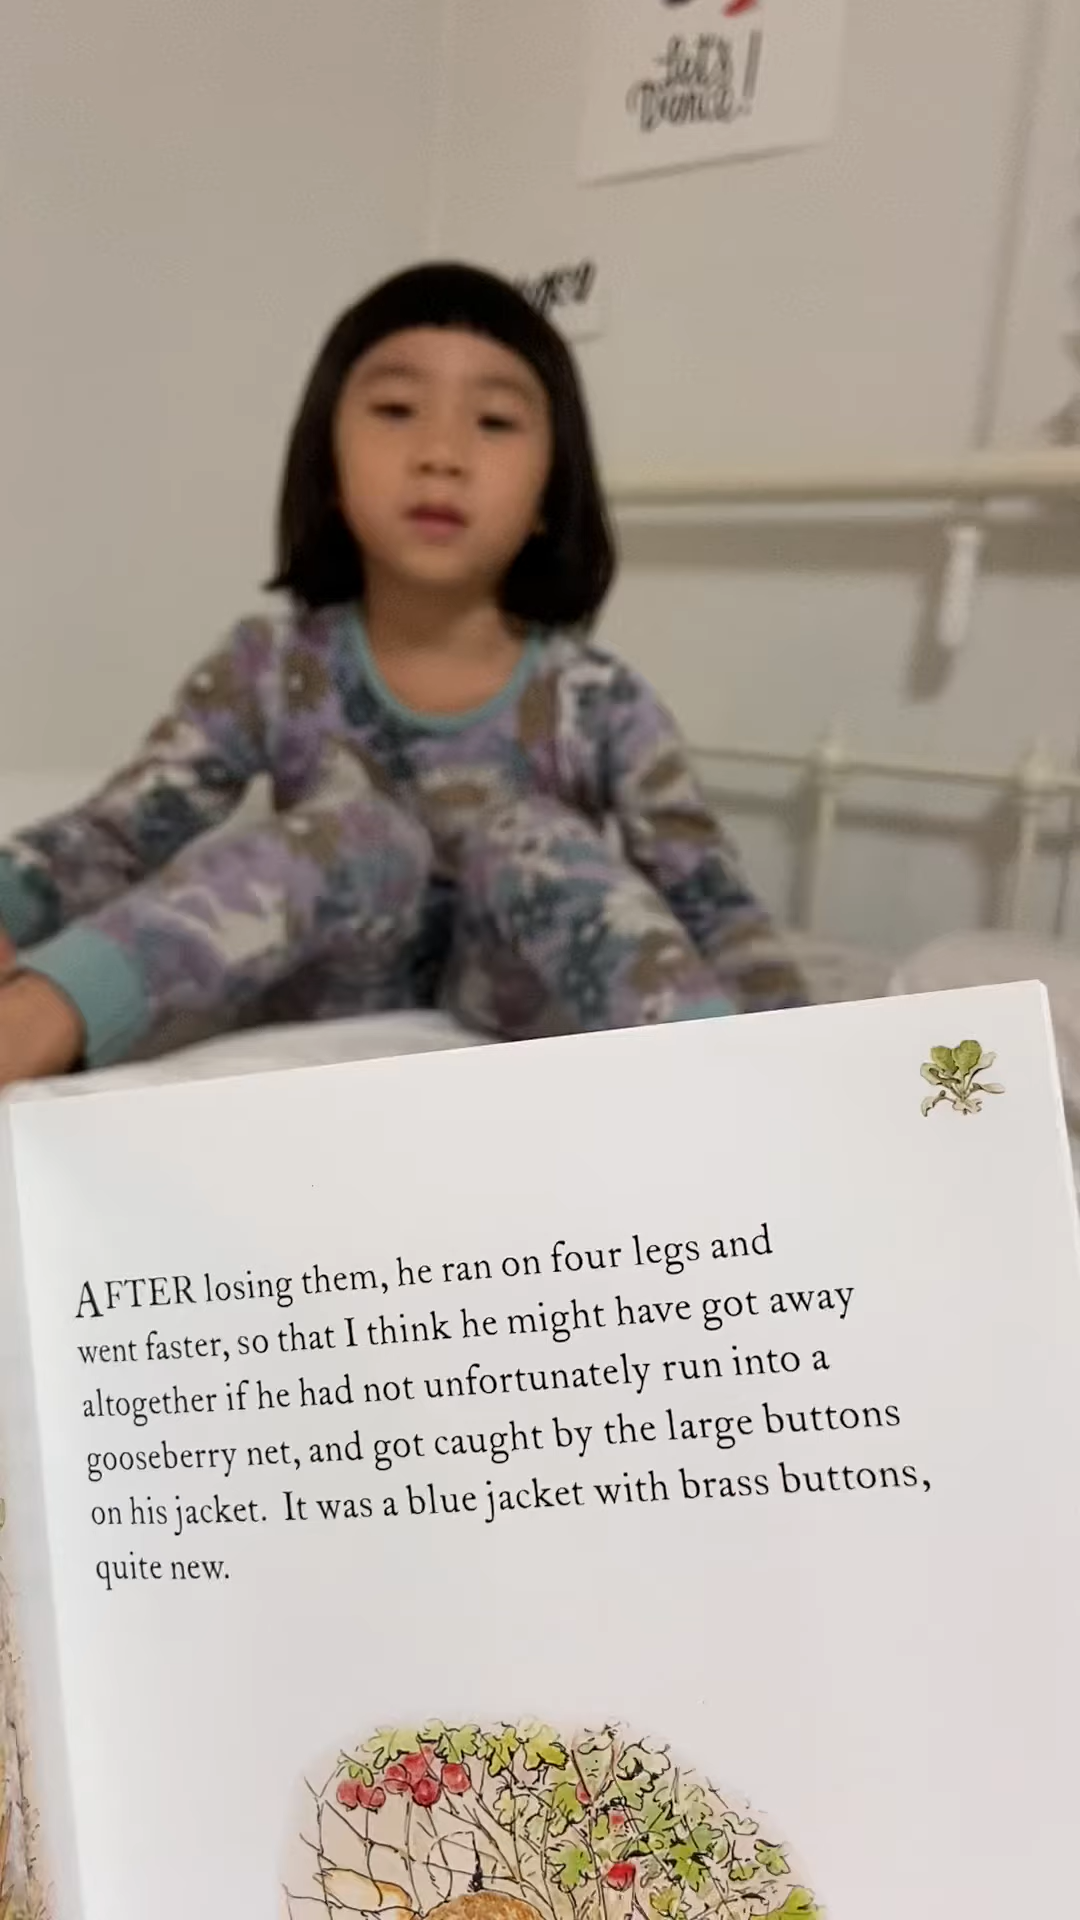 Let's
Dance!
AFTER losing them, he ran on four legs and
went faster, so that I think he might have got away
altogether if he had not unfortunately run into a
gooseberry net, and got caught by the large buttons
on his jacket. It was a blue jacket with brass buttons,
quite new.